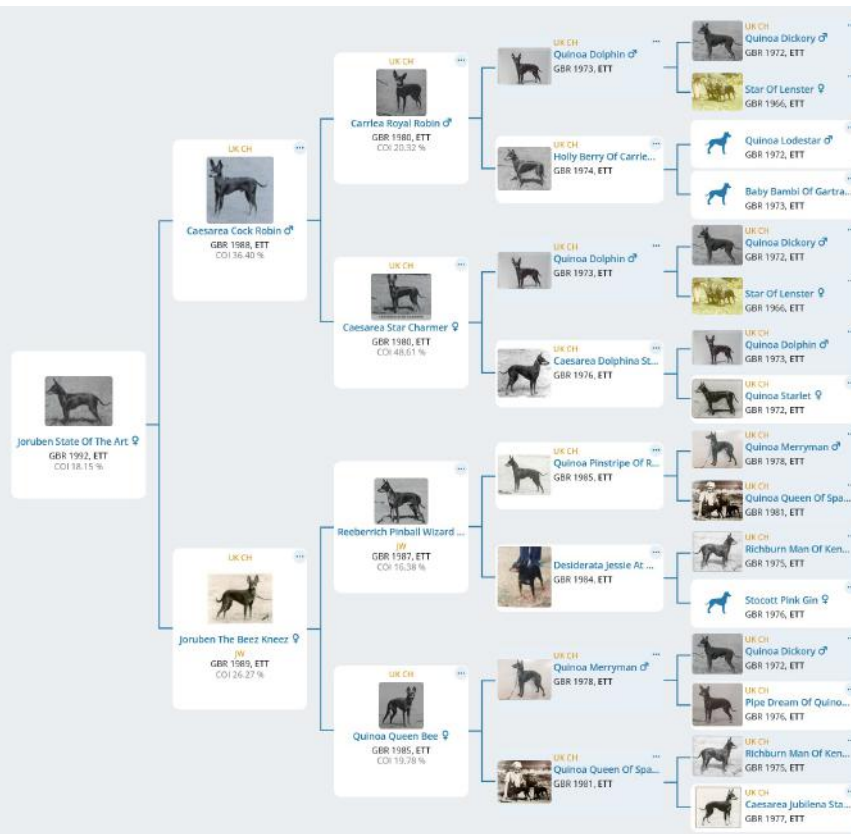 Joruben State Of The Art ♀
GBR 1992, ETT
COI 18.15 %
UK CH
Caesarea Cock Robin ♂
GBR 1988, ETT
COI 36.40 %
UK CH
Joruben The Beez Kneez ♀
JW
GBR 1989, ETT
COI 26.27 %
UK CH
Carrlea Royal Robin ♂
GBR 1980, ETT
COI 20.32 %
UK CH
Caesarea Star Charmer ♀
GBR 1980, ETT
COI 48.61 %
Reeberrich Pinball Wizard ...
JW
GBR 1987, ETT
COI 16.38 %
UK CH
Quinoa Queen Bee ♀
GBR 1985, ETT
COI 19.78 %
UK CH
Quinoa Dolphin ♂
GBR 1973, ETT
UK CH
Holly Berry Of Carrle...
GBR 1974, ETT
UK CH
Quinoa Dolphin ♂
GBR 1973, ETT
UK CH
Caesarea Dolphina St...
GBR 1976, ETT
UK CH
Quinoa Pinstripe Of R...
GBR 1985, ETT
Desiderata Jessie At ...
GBR 1984, ETT
UK CH
Quinoa Merryman ♂
GBR 1978, ETT
UK CH
Quinoa Queen Of Spa...
GBR 1981, ETT
UK CH
Quinoa Dickory ♂
GBR 1972, ETT
Star Of Lenster ♀
GBR 1966, ETT
Quinoa Lodestar ♂
GBR 1972, ETT
Baby Bambi Of Gartra...
GBR 1973, ETT
UK CH
Quinoa Dickory ♂
GBR 1972, ETT
Star Of Lenster ♀
GBR 1966, ETT
UK CH
Quinoa Dolphin ♂
GBR 1973, ETT
UK CH
Quinoa Starlet ♀
GBR 1972, ETT
UK CH
Quinoa Merryman ♂
GBR 1978, ETT
UK CH
Quinoa Queen Of Spa...
GBR 1981, ETT
UK CH
Richburn Man Of Ken...
GBR 1975, ETT
Stocott Pink Gin ♀
GBR 1976, ETT
UK CH
Quinoa Dickory ♂
GBR 1972, ETT
UK CH
Pipe Dream Of Quino...
GBR 1976, ETT
UK CH
Richburn Man Of Ken...
GBR 1975, ETT
UK CH
Caesarea Jubilena Sta...
GBR 1977, ETT